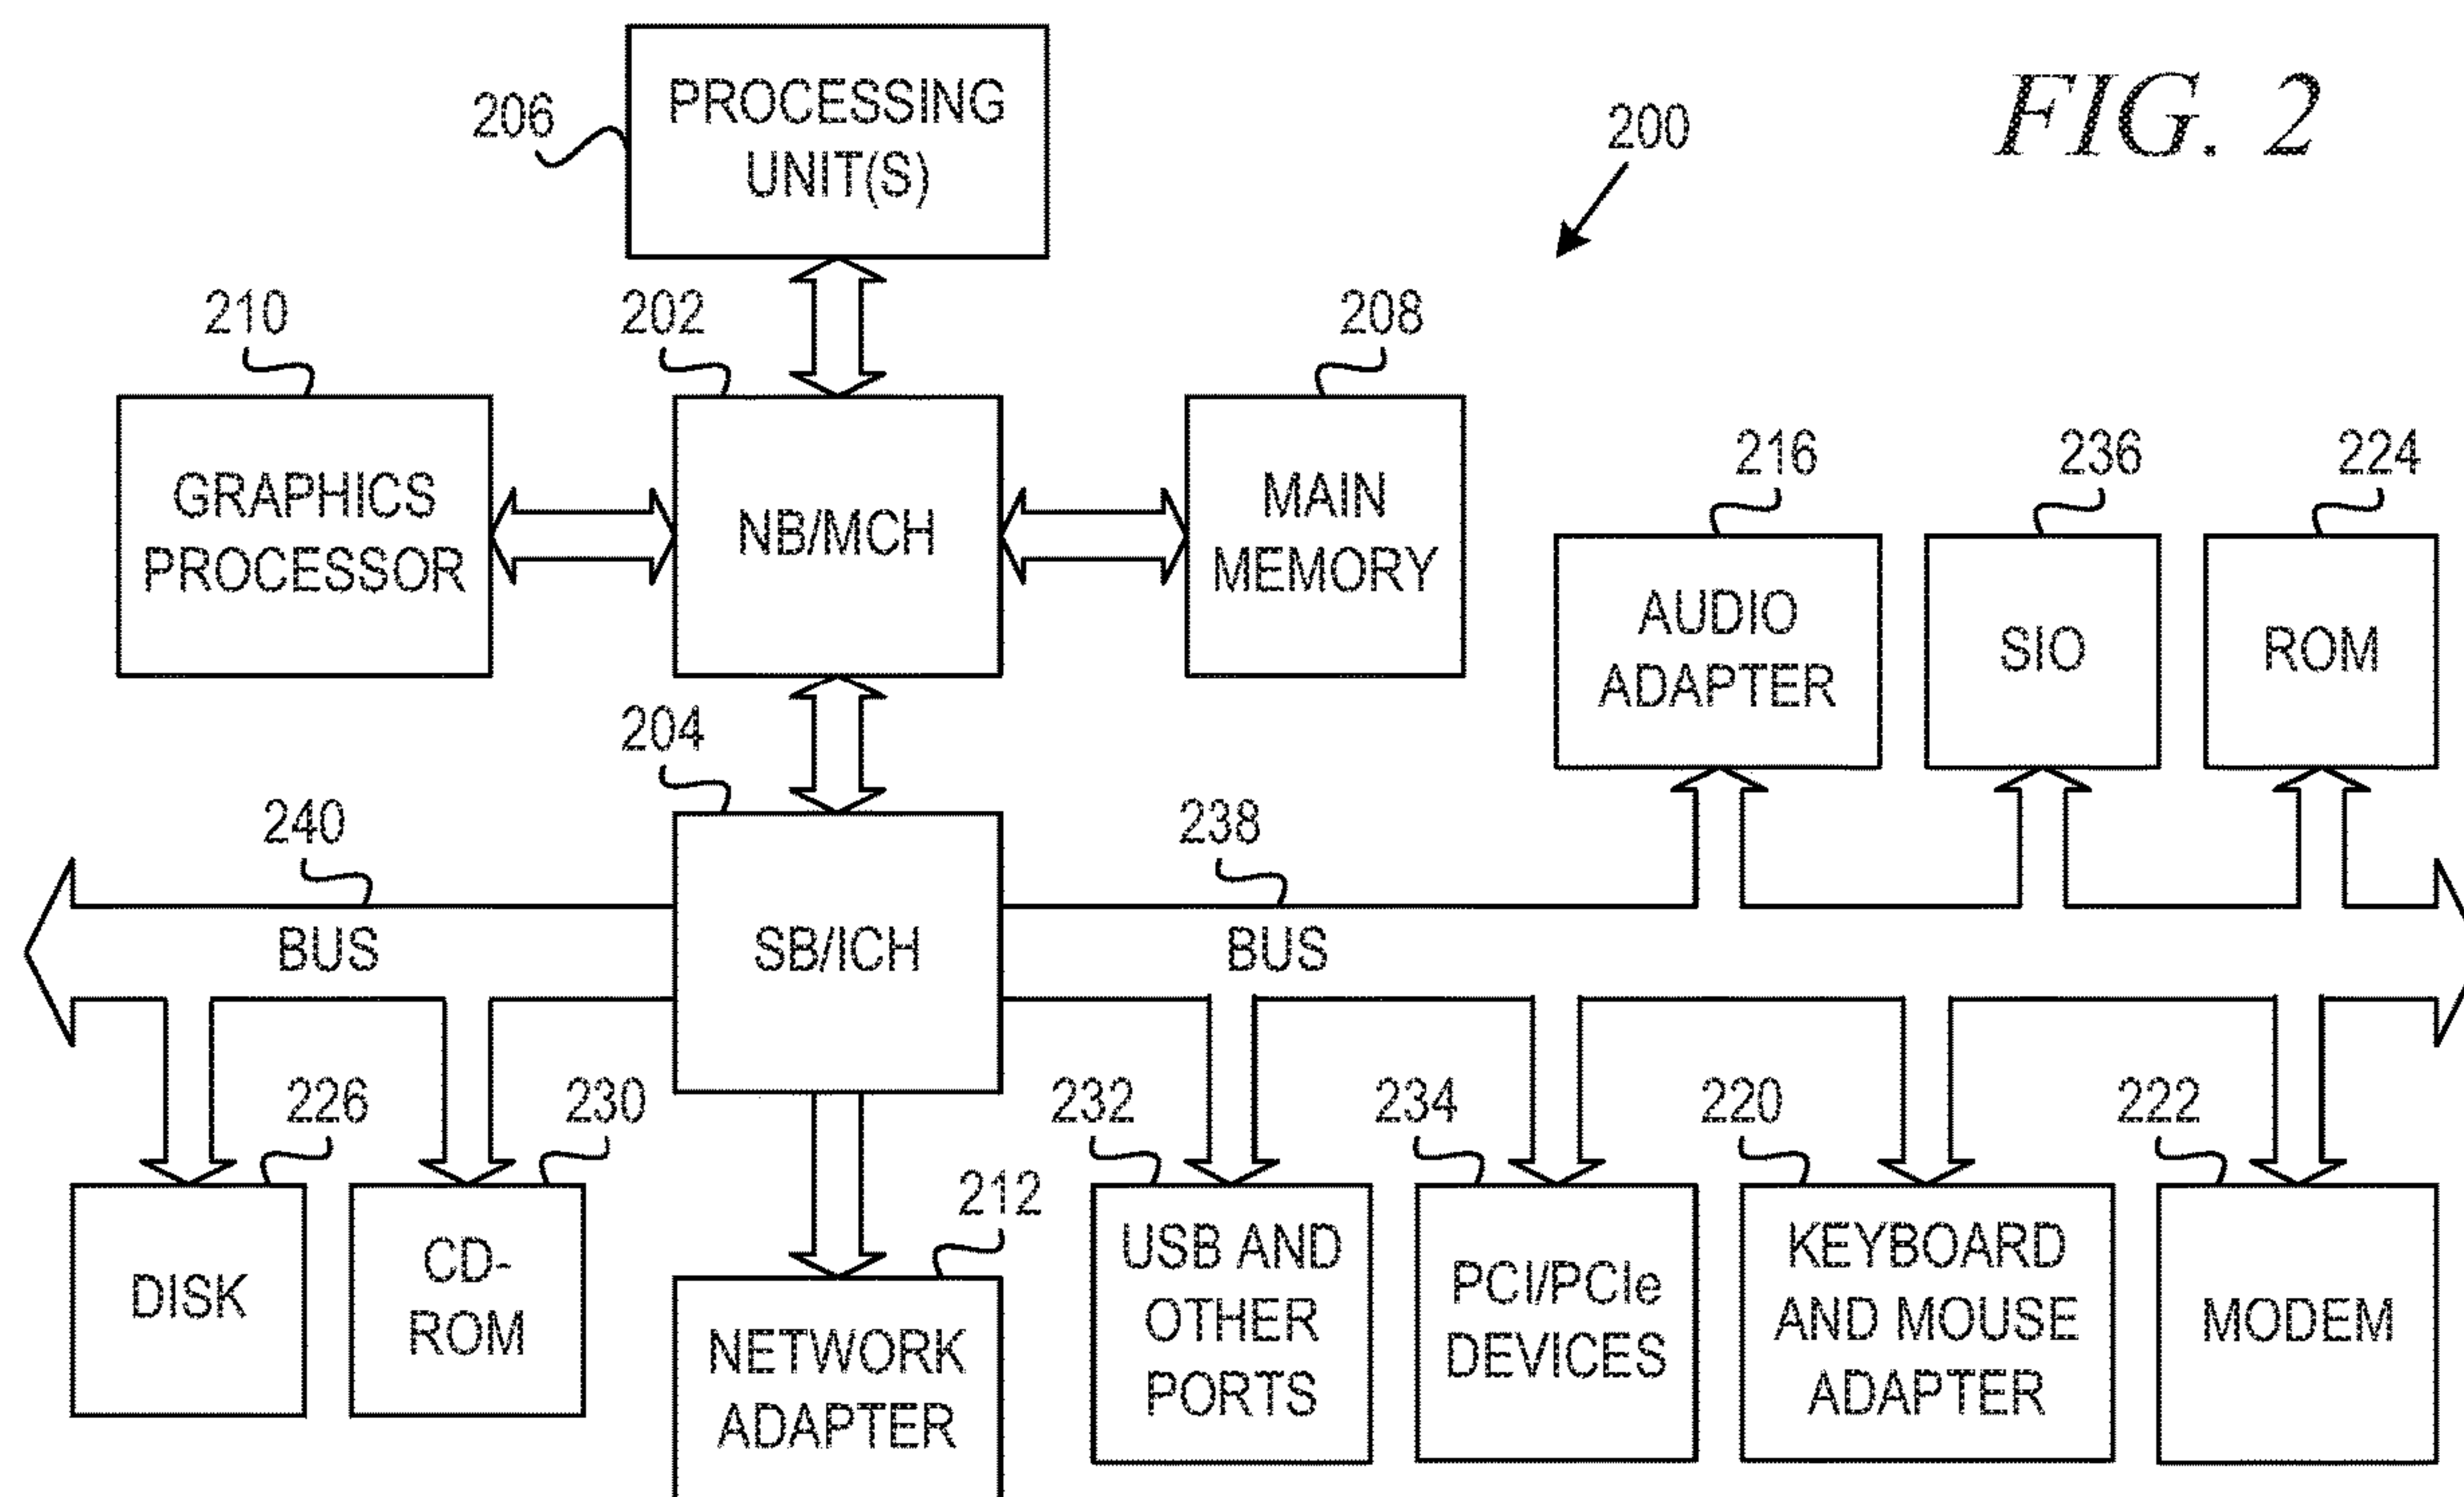 FIG. 2
200
206
PROCESSING
UNIT(S)
210
202
208
GRAPHICS
PROCESSOR
NB/MCH
MAIN
MEMORY
216
236
224
AUDIO
ADAPTER
SIO
ROM
204
240
238
BUS
SB/ICH
BUS
226
230
212
232
234
220
222
DISK
CD-
ROM
NETWORK
ADAPTER
USB AND
OTHER
PORTS
PCI/PCIe
DEVICES
KEYBOARD
AND MOUSE
ADAPTER
MODEM